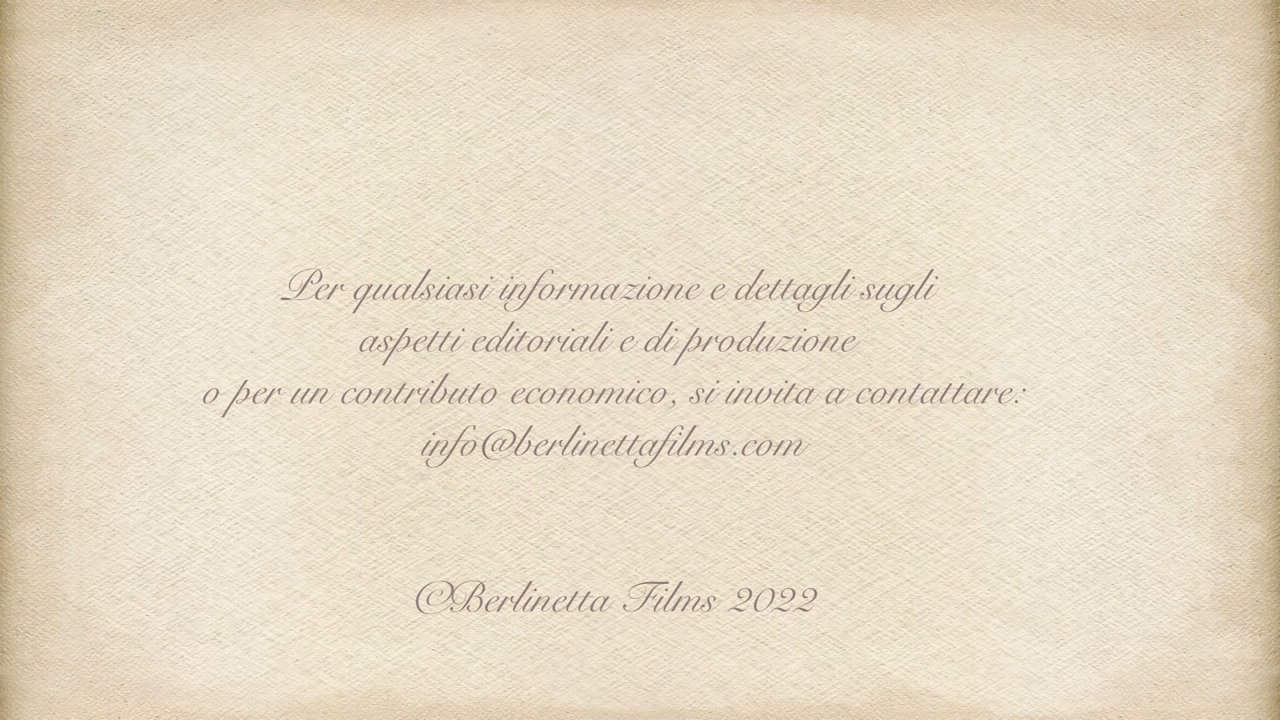 Per qualsiasi informazione e dettagli sugli
aspetti editoriali e di produzione
o per un contributo economico, si invita a contattare:
info@berlinettafilms.com
©Berlinetta Films 2022